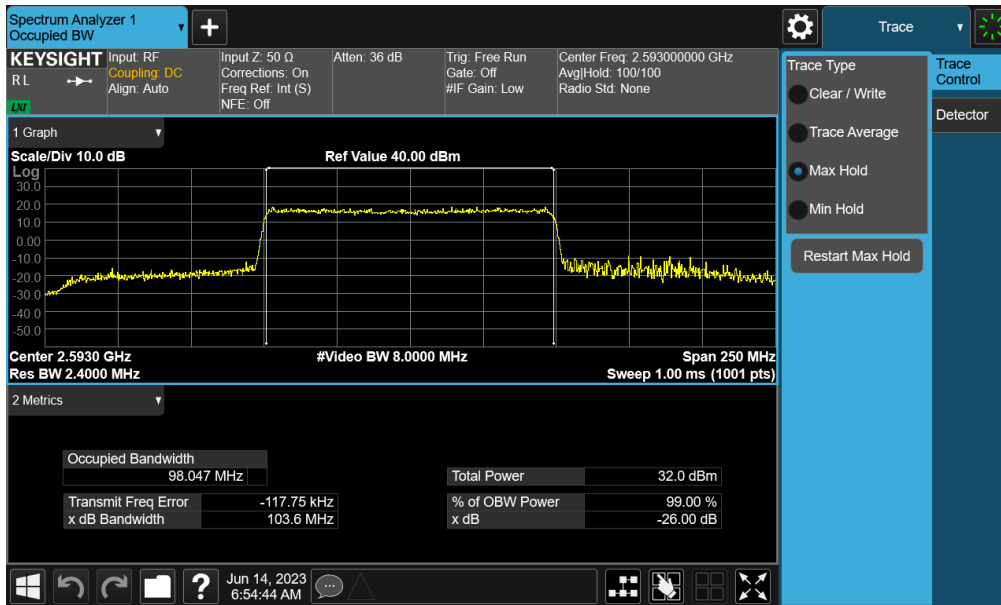 Spectrum Analyzer 1
Occupied BW
+
Trace
KEYSIGHT
R L
LXI
Input: RF
Coupling: DC
Align: Auto
Input Z: 50 Ω
Corrections: On
Freq Ref: Int (S)
NFE: Off
Atten: 36 dB
Trig: Free Run
Gate: Off
#IF Gain: Low
Center Freq: 2.593000000 GHz
Avg|Hold: 100/100
Radio Std: None
1 Graph
Scale/Div 10.0 dB
Ref Value 40.00 dBm
Log
30.0
20.0
10.0
0.00
-10.0
-20.0
-30.0
-40.0
-50.0
Center 2.5930 GHz
#Video BW 8.0000 MHz
Span 250 MHz
Res BW 2.4000 MHz
Sweep 1.00 ms (1001 pts)
2 Metrics
Occupied Bandwidth
98.047 MHz
Total Power 32.0 dBm
Transmit Freq Error -117.75 kHz
% of OBW Power 99.00 %
x dB Bandwidth 103.6 MHz
x dB -26.00 dB
Trace Type
Clear / Write
Trace Average
Max Hold
Min Hold
Restart Max Hold
Trace
Control
Detector
?
Jun 14, 2023
6:54:44 AM